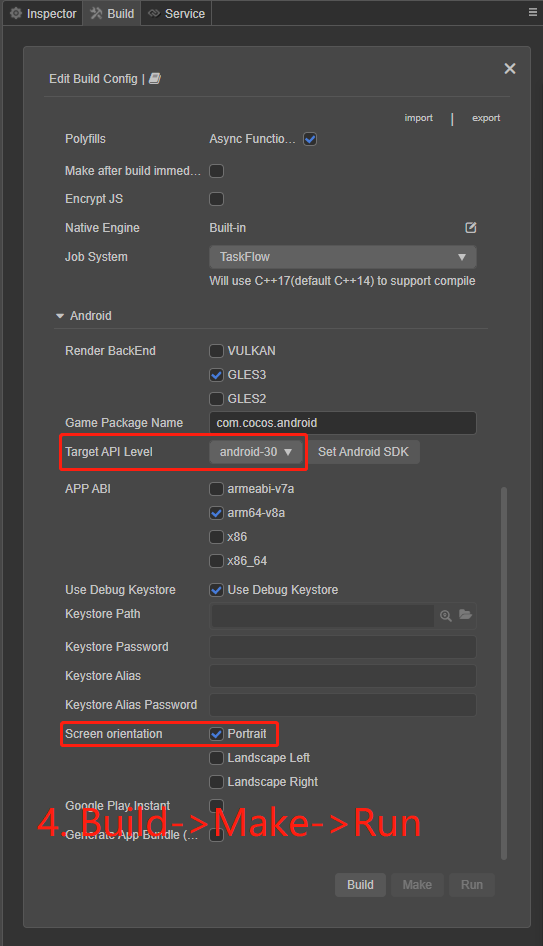 Inspector Build Service
Edit Build Config |
import | export
Polyfills Async Functio...
Make after build immed...
Encrypt JS
Native Engine Built-in
Job System TaskFlow
Will use C++17(default C++14) to support compile
Android
Render BackEnd VULKAN
GLES3
GLES2
Game Package Name com.cocos.android
Target API Level android-30 Set Android SDK
APP ABI armeabi-v7a
arm64-v8a
x86
x86_64
Use Debug Keystore Use Debug Keystore
Keystore Path
Keystore Password
Keystore Alias
Keystore Alias Password
Screen orientation Portrait
Landscape Left
Landscape Right
Google Play Instant
4. Build->Make->Run
Generate App Bundle (...
Build Make Run